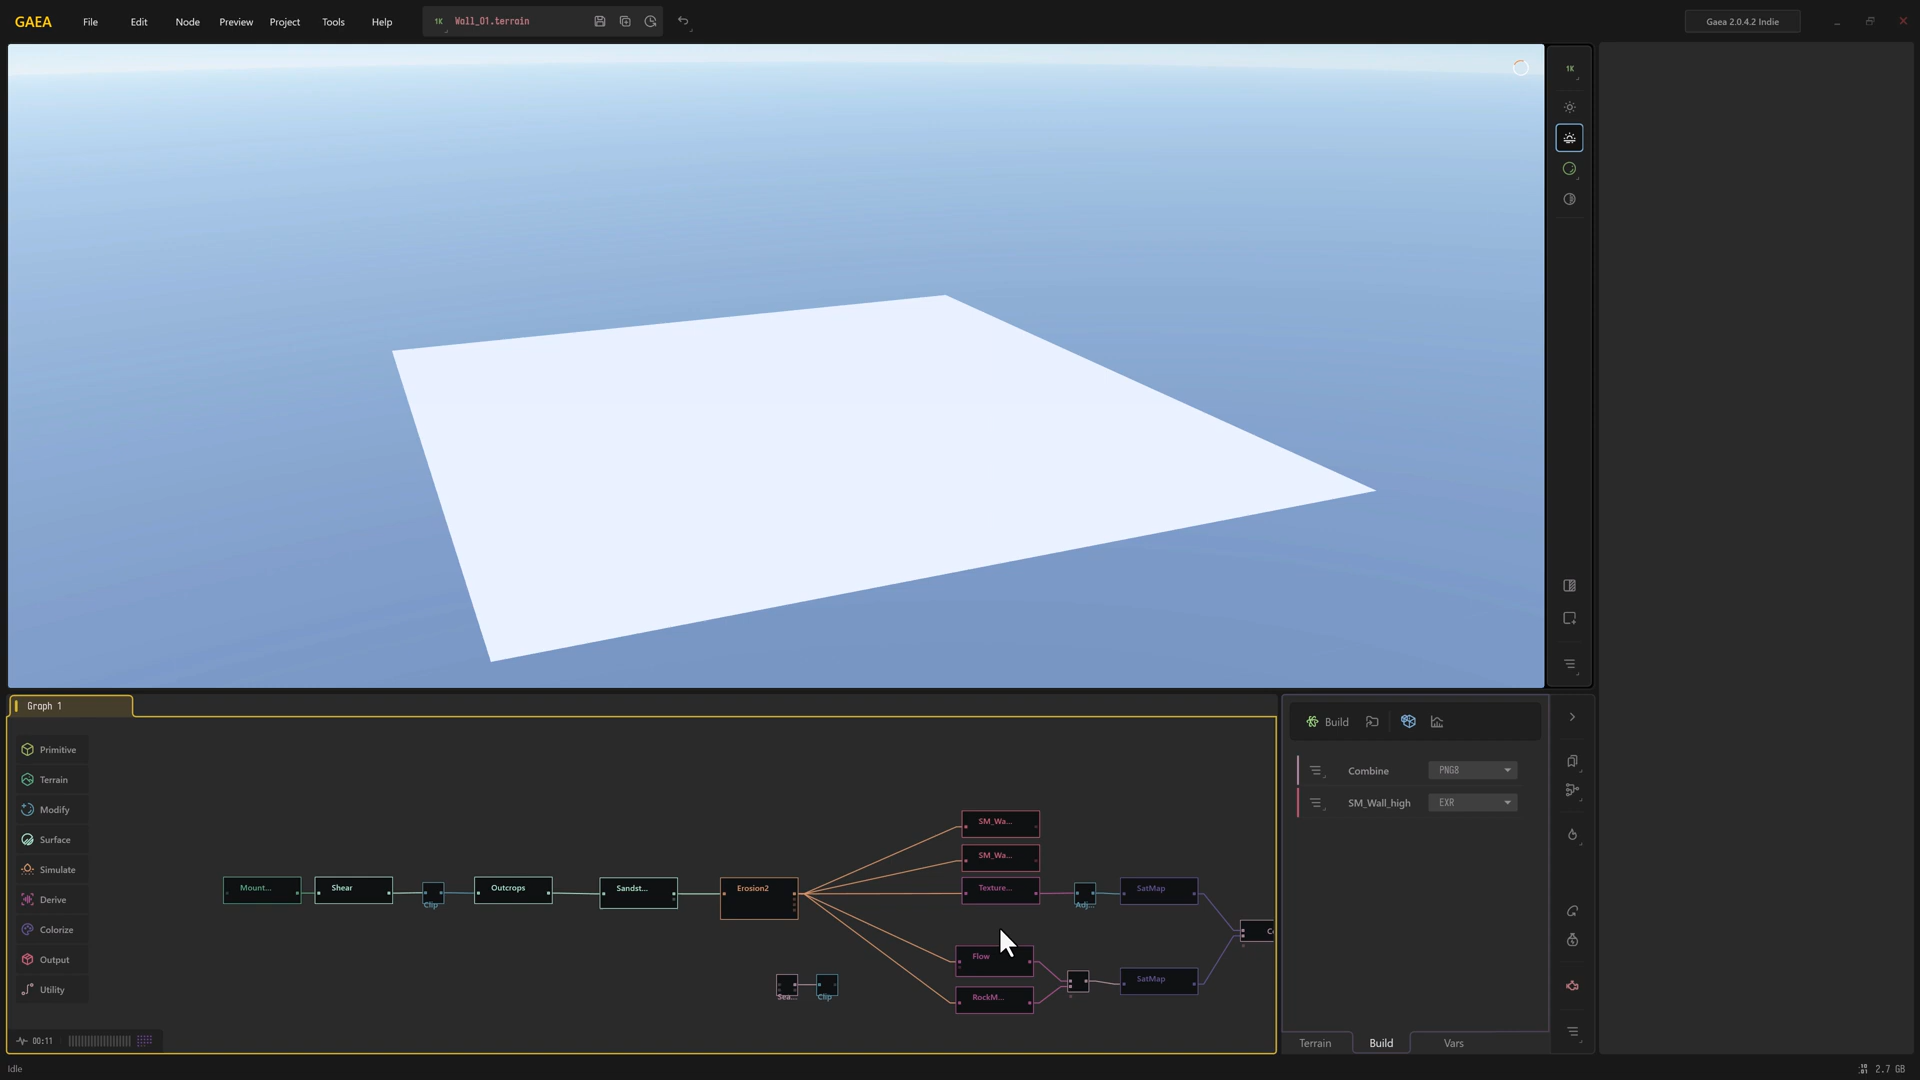 GAEA File Edit Node Preview Project Tools Help 1K Wall_01.terrain Gaea 2.0.4.2 Indie
1K
Graph 1
Primitive
Terrain
Modify
Surface
Simulate
Derive
Colorize
Output
Utility
00:11
Mount...
Shear
Clip
Outcrops
Sandst...
Erosion2
SM_Wa...
SM_Wa...
Texture...
Adj...
SatMap
Flow
RockM...
SatMap
Sea...
Clip
Build
Combine PNG8
SM_Wall_high EXR
Terrain Build Vars
Idle
2.7 GB